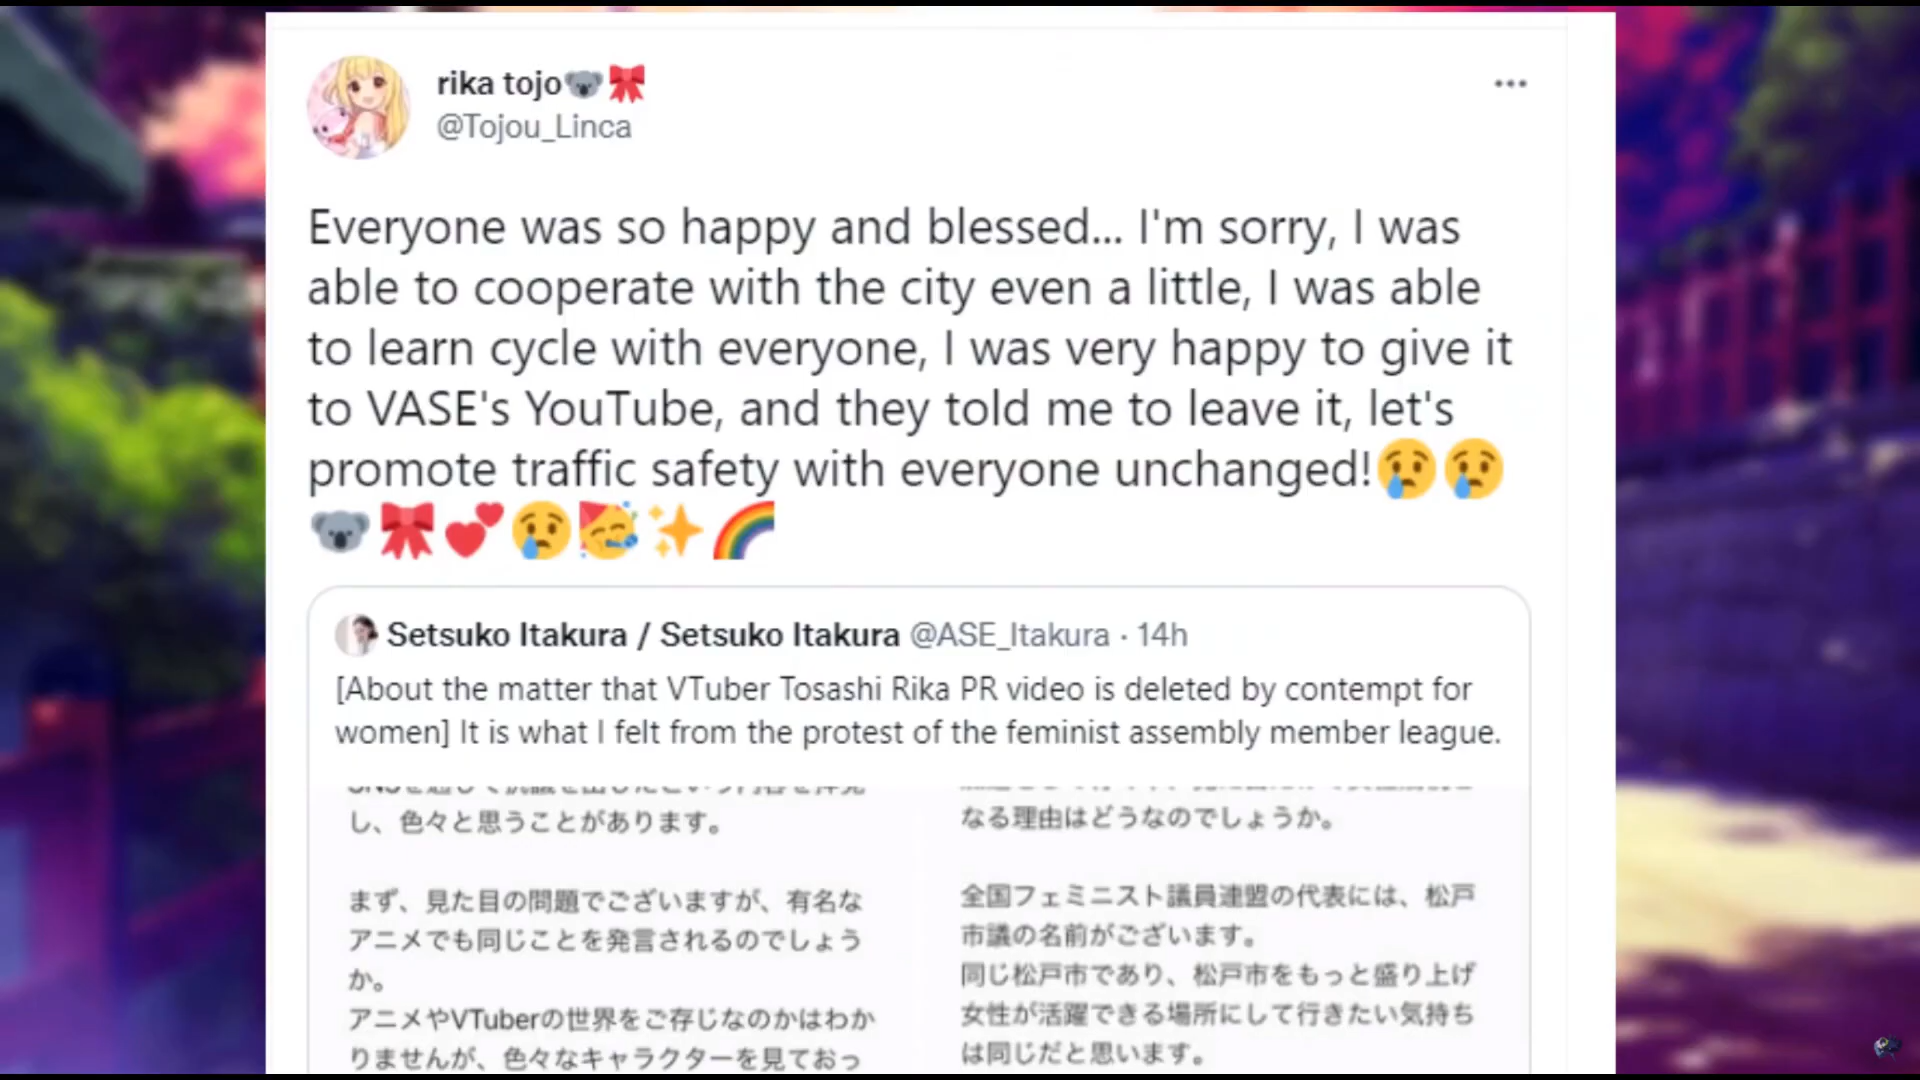 rika tojo🐨🎀
@Tojou_Linca
Everyone was so happy and blessed... I'm sorry, I was
able to cooperate with the city even a little, I was able
to learn cycle with everyone, I was very happy to give it
to VASE's YouTube, and they told me to leave it, let's
promote traffic safety with everyone unchanged!😢😢
🐨🎀💕😢🥳✨🌈
Setsuko Itakura / Setsuko Itakura @ASE_Itakura · 14h
[About the matter that VTuber Tosashi Rika PR video is deleted by contempt for
women] It is what I felt from the protest of the feminist assembly member league.
し、色々と思うことがあります。
まず、見た目の問題でございますが、有名な
アニメでも同じことを発言されるのでしょう
か。
アニメやVTuberの世界をご存じなのかはわか
りませんが、色々なキャラクターを見ておっ
なる理由はどうなのでしょうか。
全国フェミニスト議員連盟の代表には、松戸
市議の名前がございます。
同じ松戸市であり、松戸市をもっと盛り上げ
女性が活躍できる場所にして行きたい気持ち
は同じだと思います。